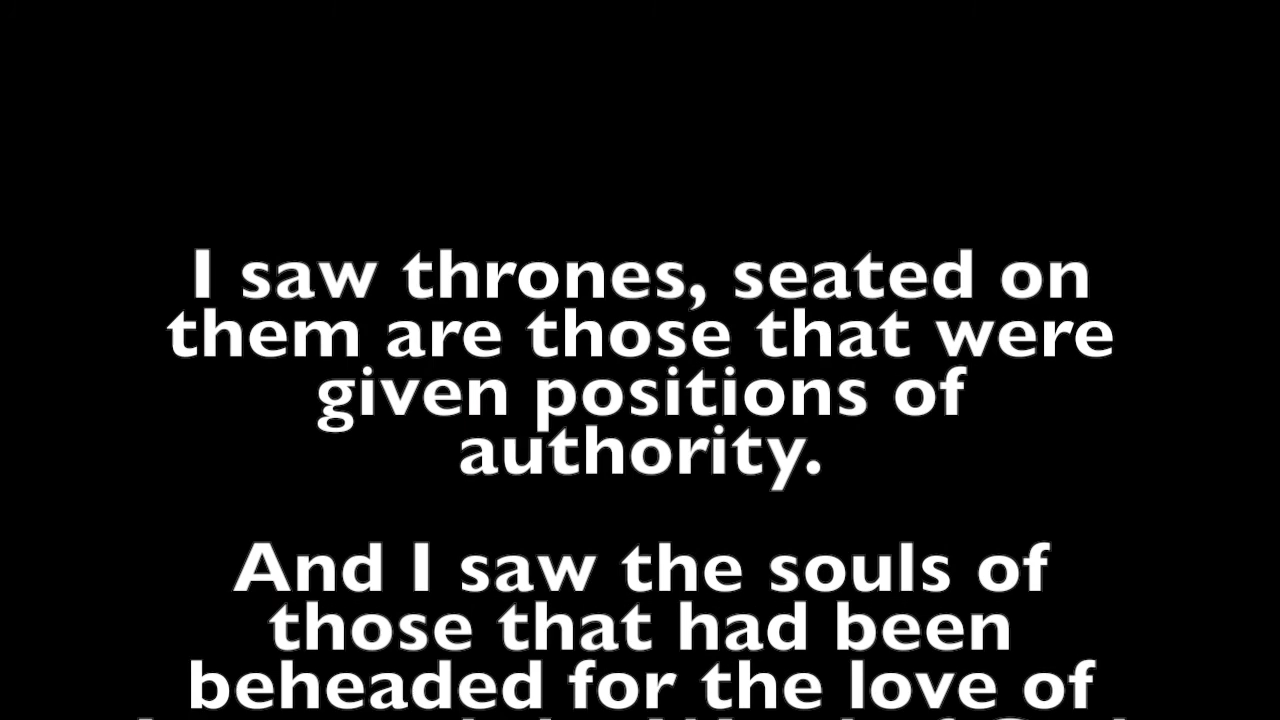 I saw thrones, seated on
them are those that were
given positions of
authority.
And I saw the souls of
those that had been
beheaded for the love of